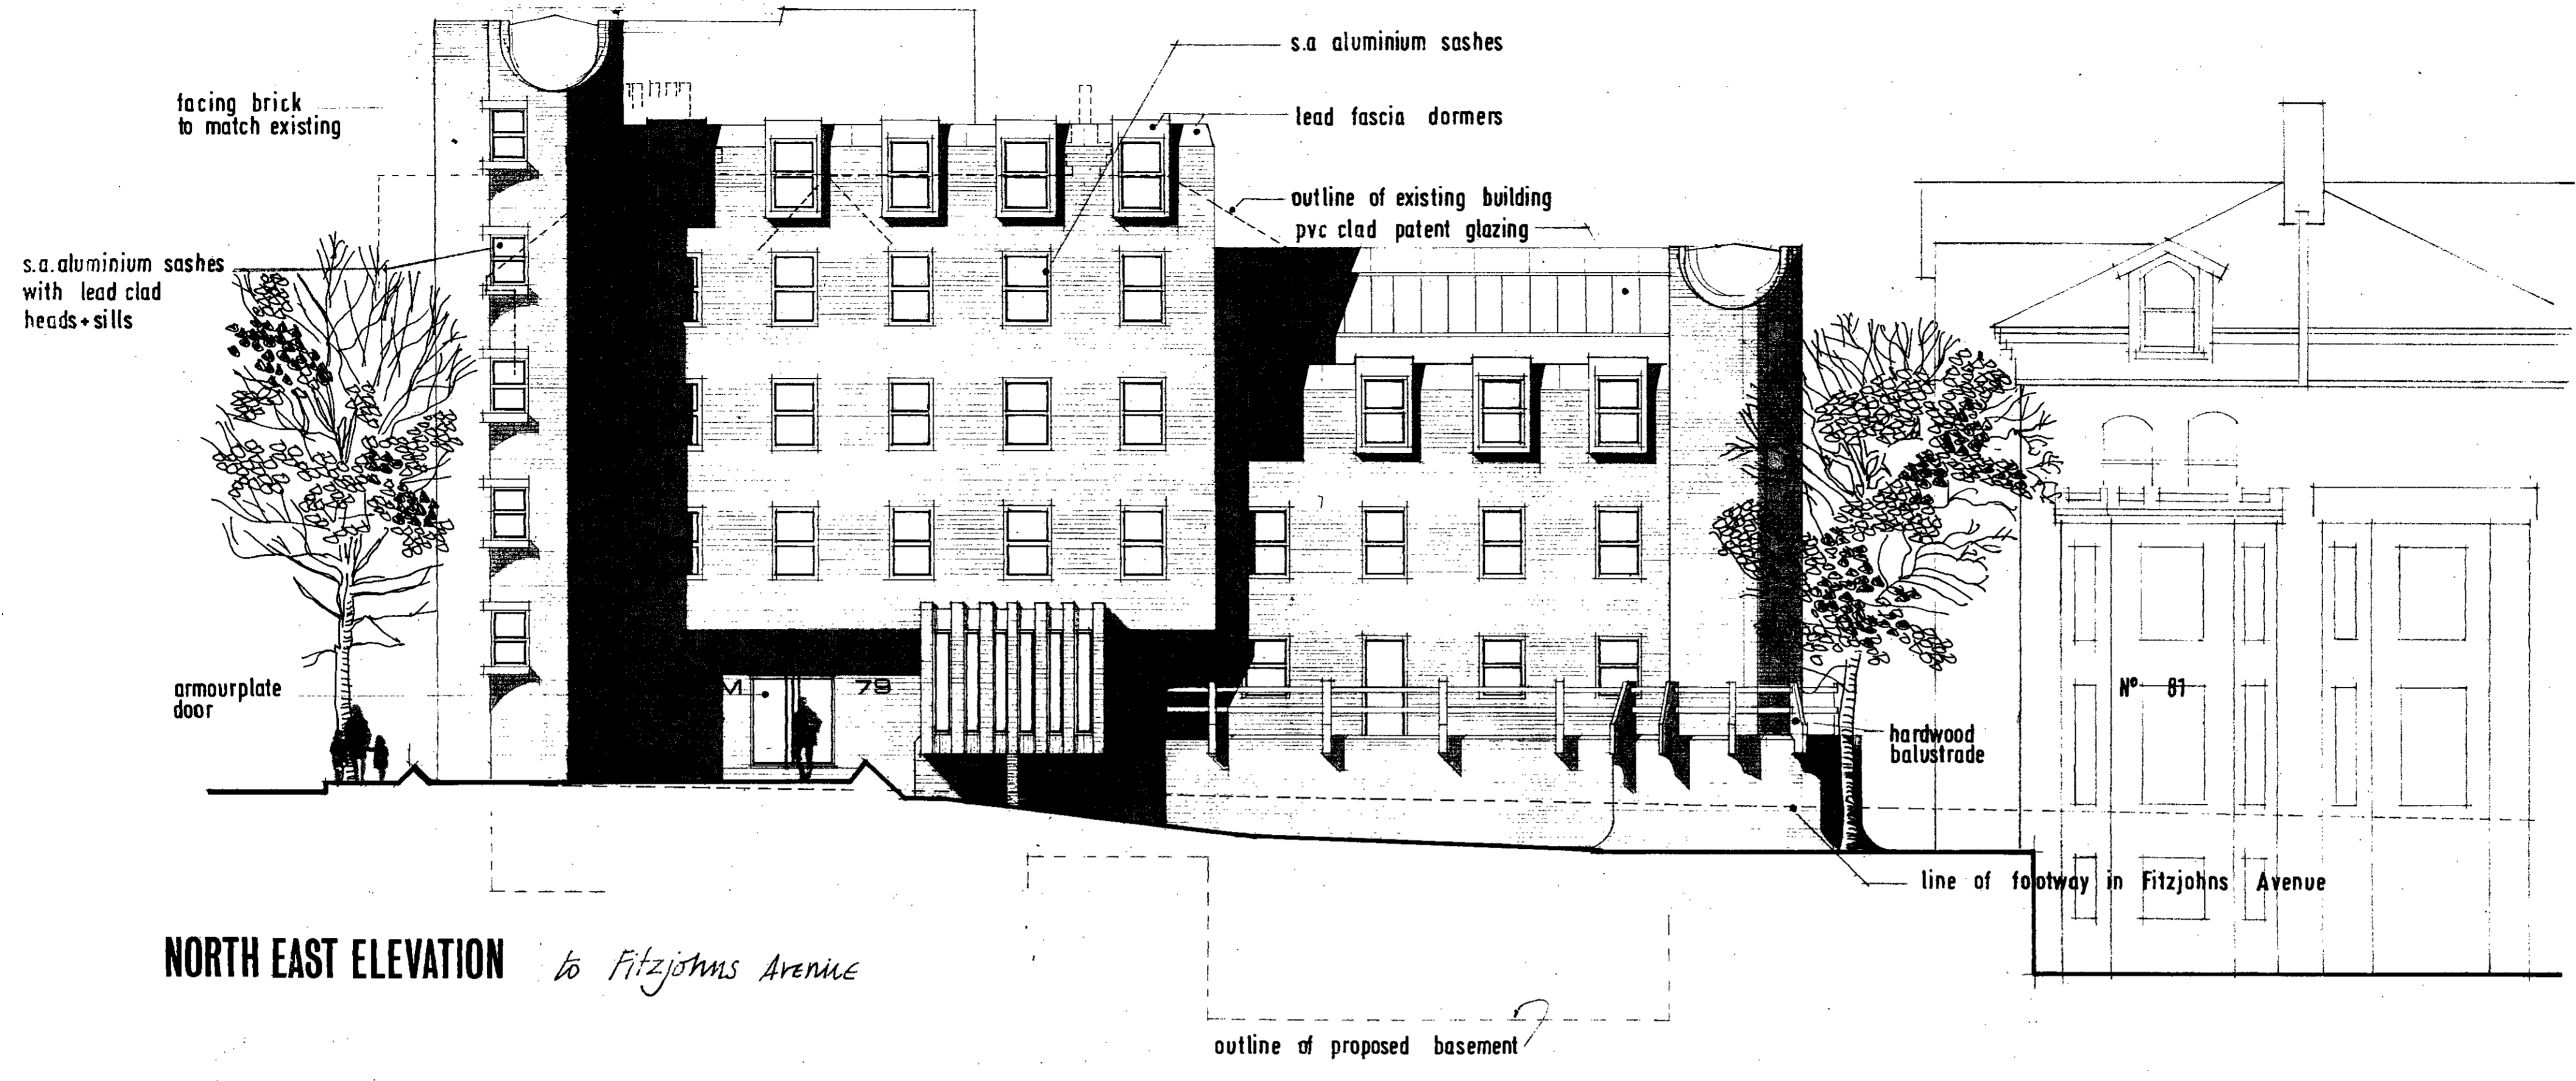 s.a aluminium sashes
facing brick
to match existing
lead fascia dormers
outline of existing building
pvc clad patent glazing
s.a.aluminium sashes
with lead clad
heads+sills
armourplate
door
M
79
Nº 81
hardwood
balustrade
line of footway in Fitzjohns Avenue
NORTH EAST ELEVATION to Fitzjohns Avenue
outline of proposed basement